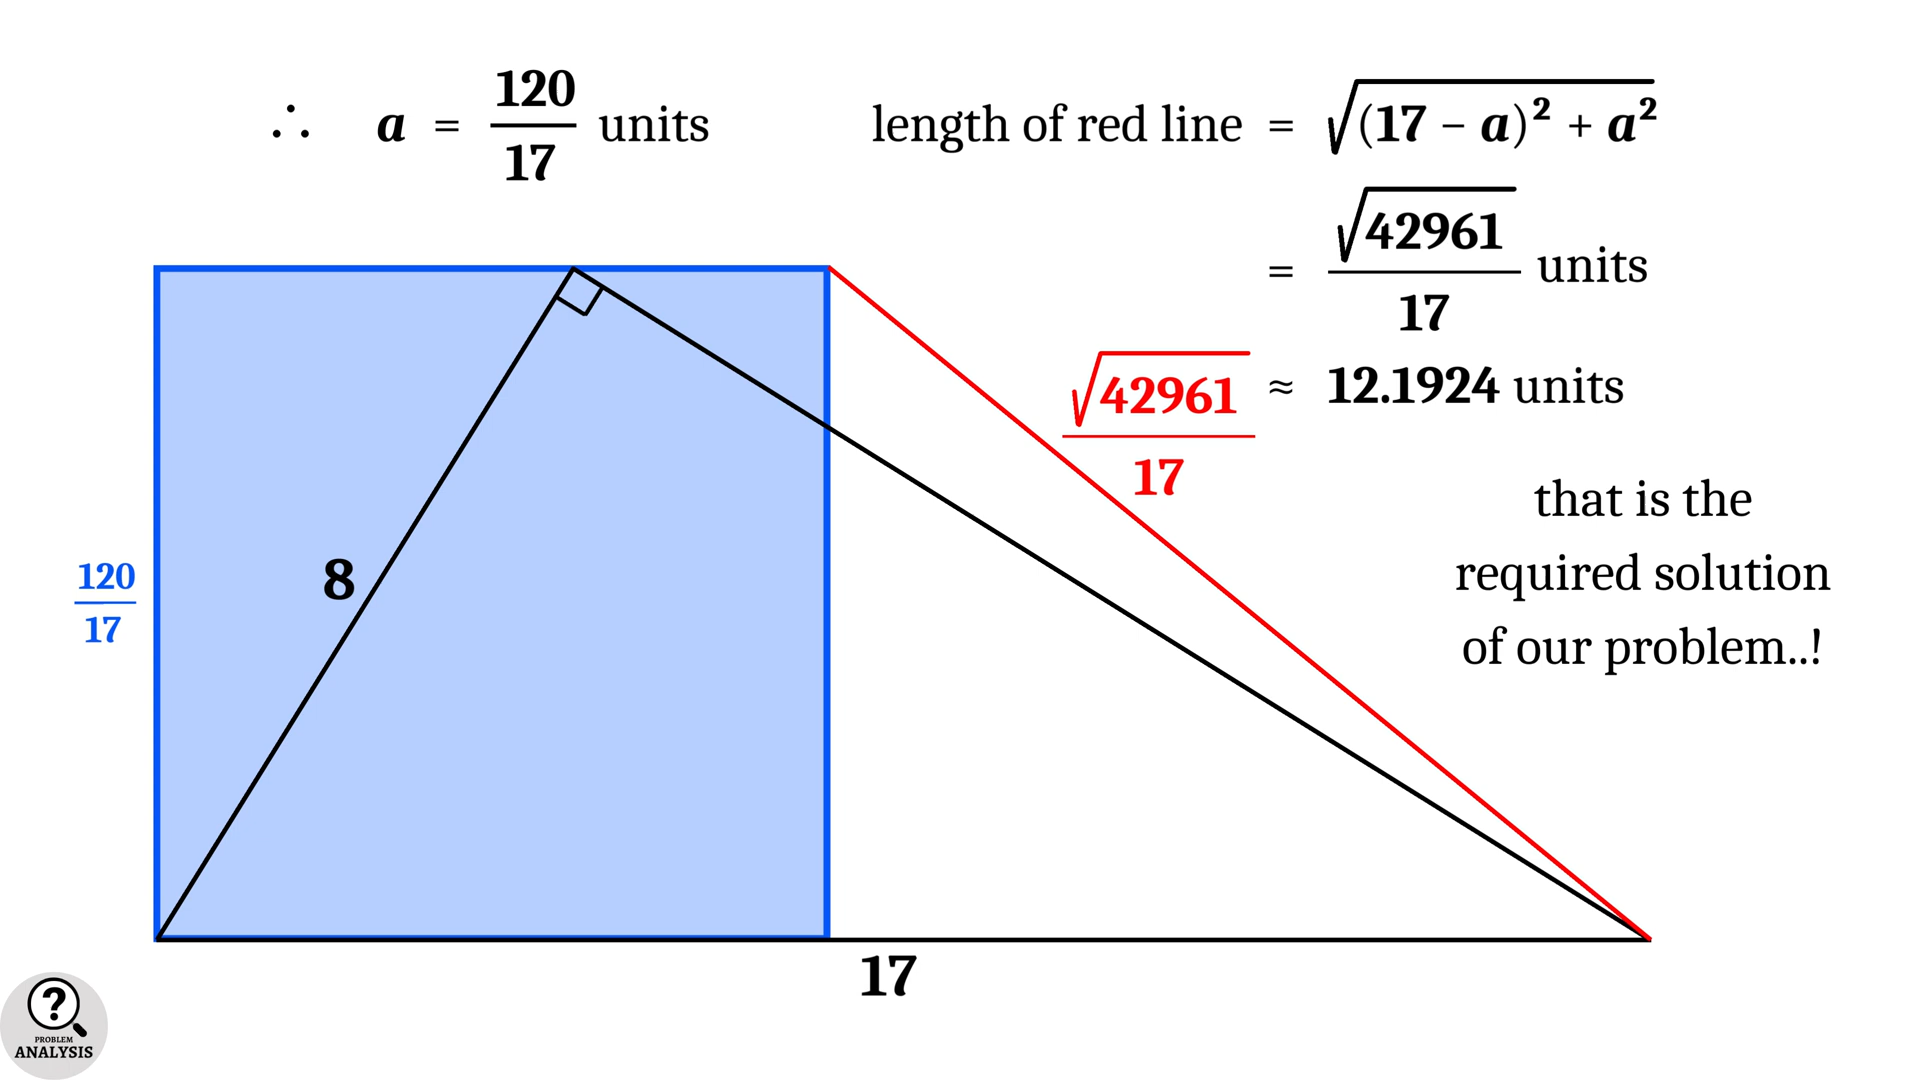 ∴ a = 120/17 units
length of red line = √((17 − a)² + a²)
= √42961/17 units
≈ 12.1924 units
√42961/17
that is the
required solution
of our problem..!
120/17
8
17
?
PROBLEM
ANALYSIS